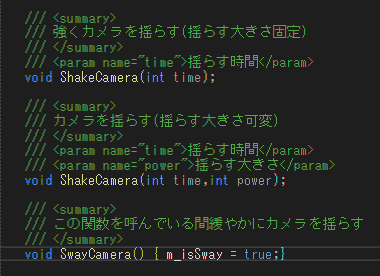 /// <summary>
/// 強くカメラを揺らす(揺らす大きさ固定)
/// </summary>
/// <param name="time">揺らす時間</param>
void ShakeCamera(int time);
/// <summary>
/// カメラを揺らす(揺らす大きさ可変)
/// </summary>
/// <param name="time">揺らす時間</param>
/// <param name="power">揺らす大きさ</param>
void ShakeCamera(int time,int power);
/// <summary>
/// この関数を呼んでいる間緩やかにカメラを揺らす
/// </summary>
void SwayCamera() { m_isSway = true;}